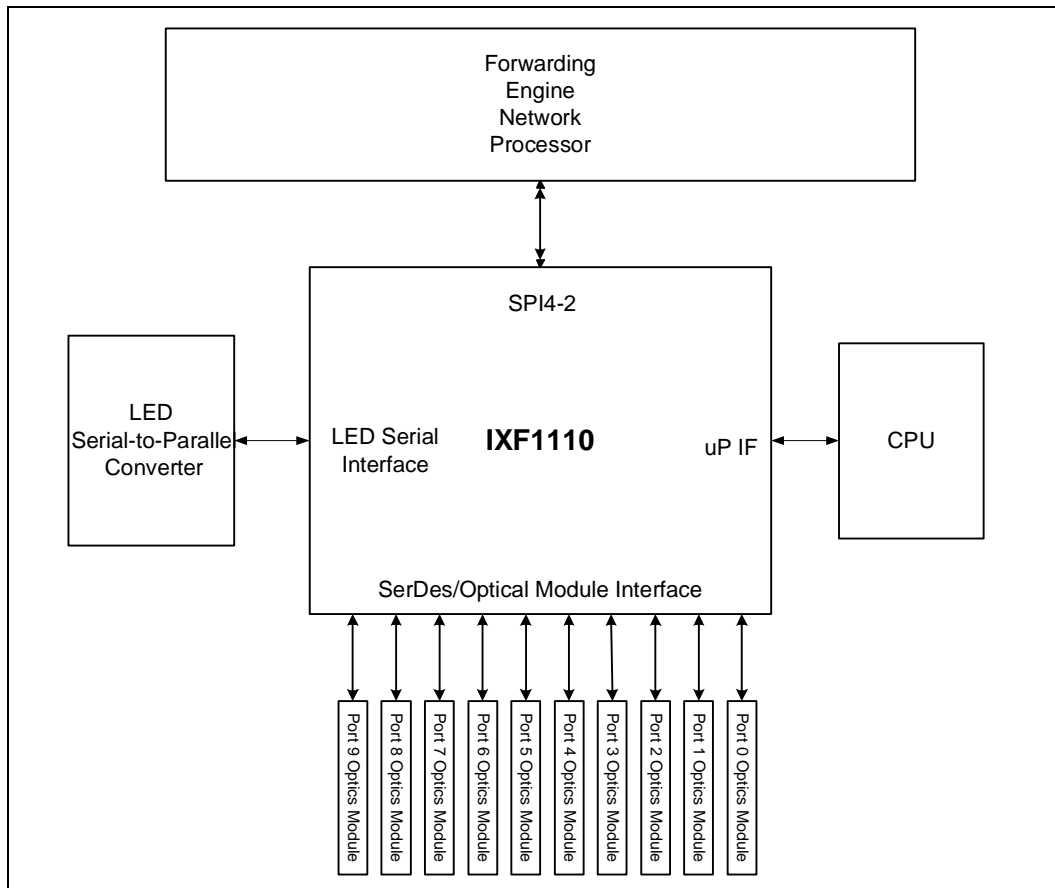 Forwarding
Engine
Network
Processor
SPI4-2
LED
Serial-to-Parallel
Converter
LED Serial
Interface
IXF1110
uP IF
CPU
SerDes/Optical Module Interface
Port 9 Optics Module
Port 8 Optics Module
Port 7 Optics Module
Port 6 Optics Module
Port 5 Optics Module
Port 4 Optics Module
Port 3 Optics Module
Port 2 Optics Module
Port 1 Optics Module
Port 0 Optics Module